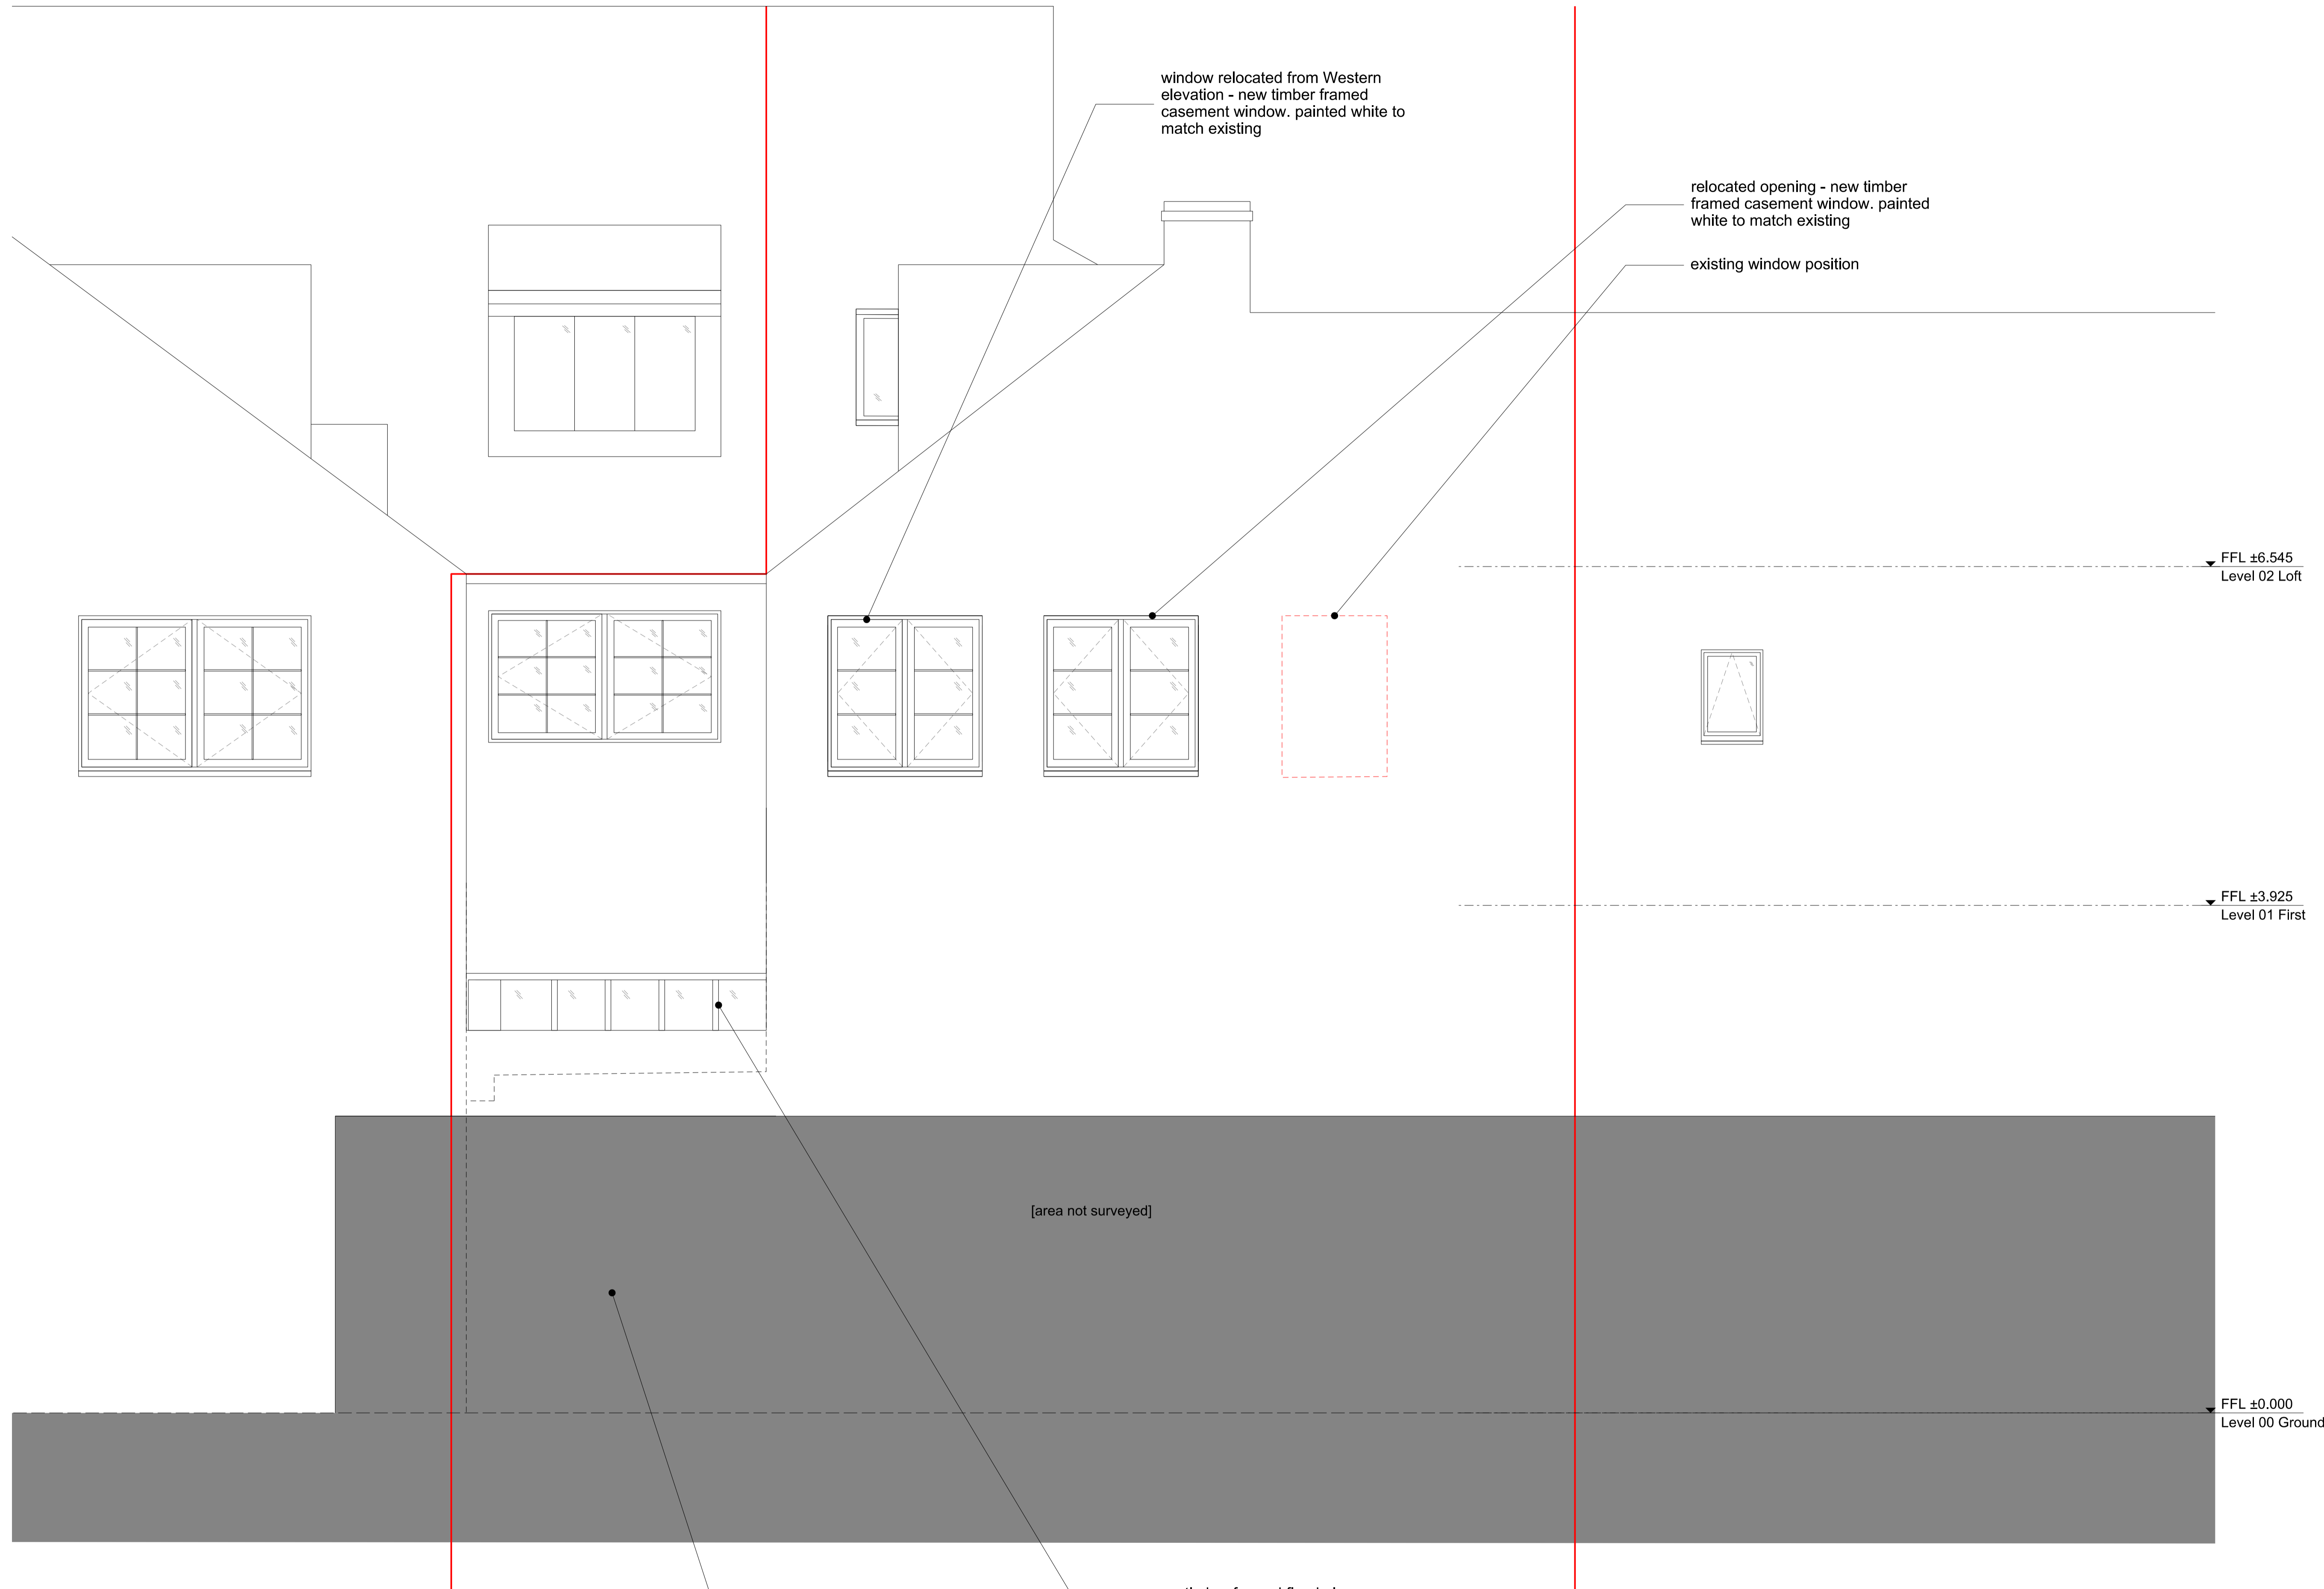 window relocated from Western
elevation - new timber framed
casement window. painted white to
match existing
relocated opening - new timber
framed casement window. painted
white to match existing
existing window position
FFL ±6.545
Level 02 Loft
FFL ±3.925
Level 01 First
[area not surveyed]
FFL ±0.000
Level 00 Ground